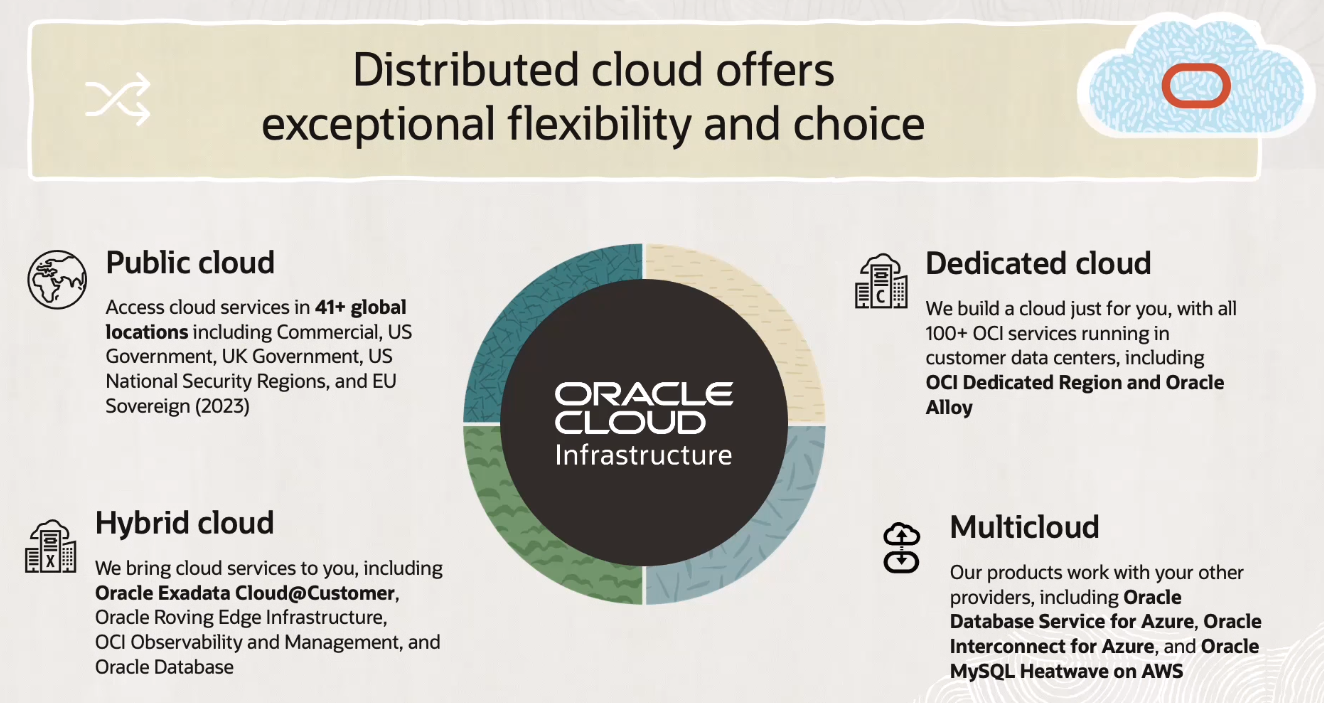 Distributed cloud offers
exceptional flexibility and choice
Public cloud
Access cloud services in 41+ global
locations including Commercial, US
Government, UK Government, US
National Security Regions, and EU
Sovereign (2023)
Dedicated cloud
C
We build a cloud just for you, with all
100+ OCI services running in
customer data centers, including
OCI Dedicated Region and Oracle
Alloy
ORACLE
CLOUD
Infrastructure
Hybrid cloud
X
We bring cloud services to you, including
Oracle Exadata Cloud@Customer,
Oracle Roving Edge Infrastructure,
OCI Observability and Management, and
Oracle Database
Multicloud
Our products work with your other
providers, including Oracle
Database Service for Azure, Oracle
Interconnect for Azure, and Oracle
MySQL Heatwave on AWS